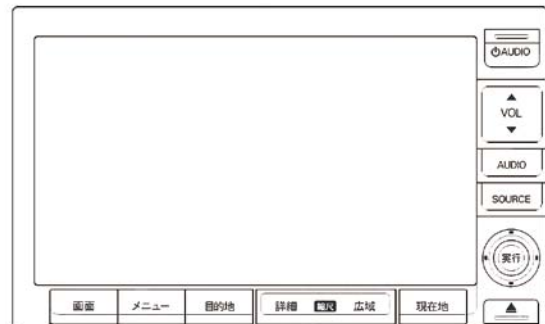 ⏻AUDIO
VOL
AUDIO
SOURCE
実行
画面 メニュー 目的地 詳細 縮尺 広域 現在地